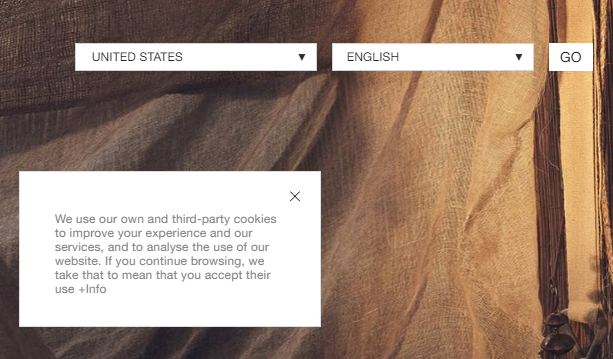 UNITED STATES ▼ ENGLISH ▼ GO
We use our own and third-party cookies
to improve your experience and our
services, and to analyse the use of our
website. If you continue browsing, we
take that to mean that you accept their
use +Info